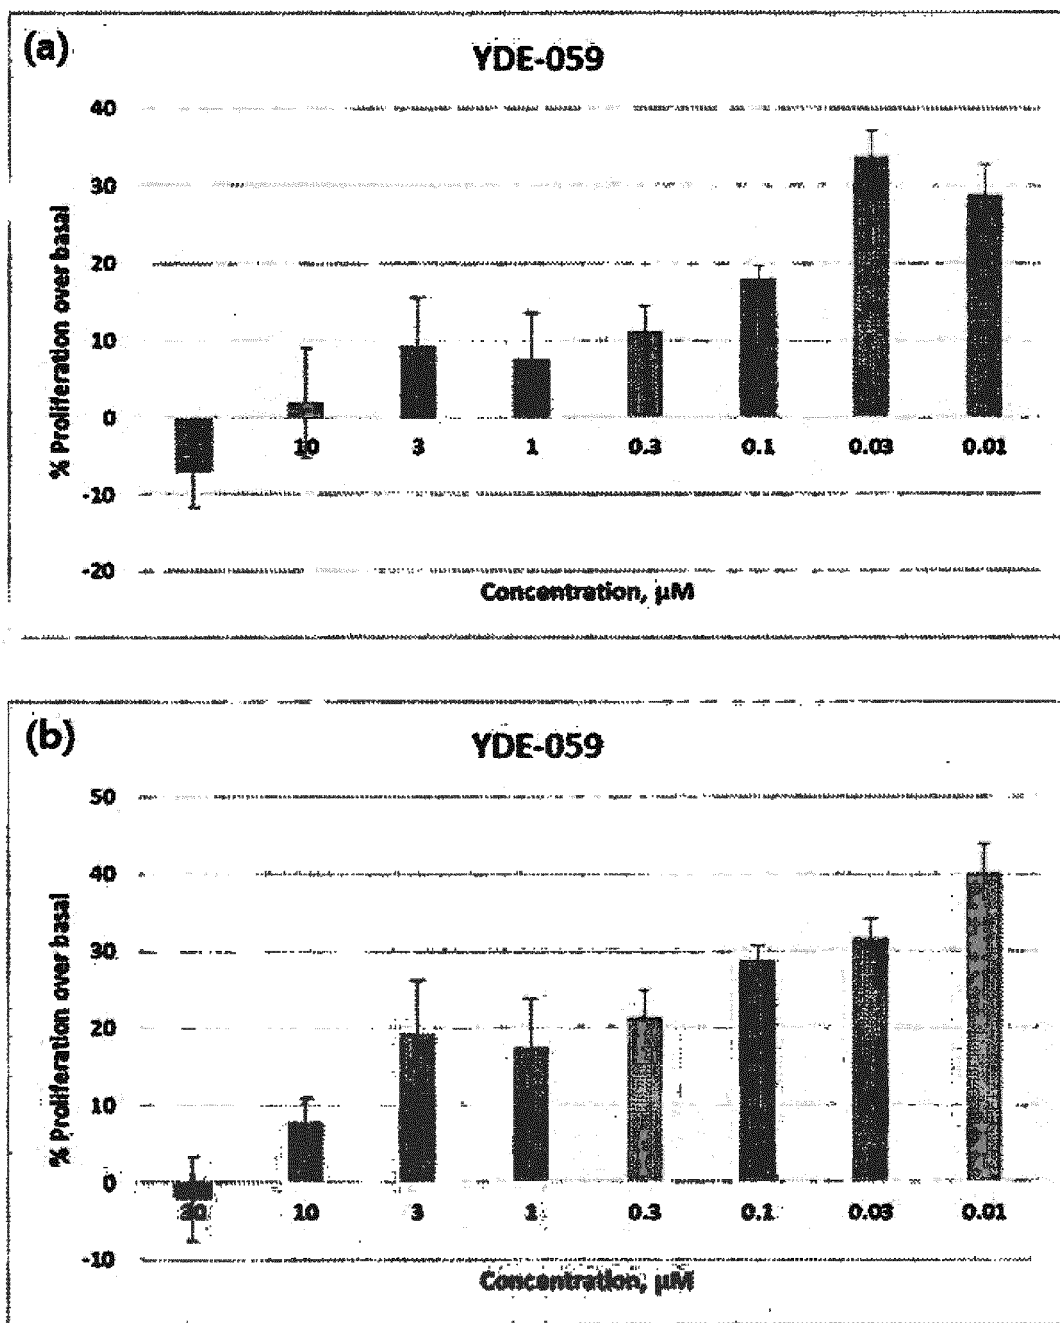 (a)
YDE-059
% Proliferation over basal
40
30
20
10
0
-10
-20
10 3 1 0.3 0.1 0.03 0.01
Concentration, µM
(b)
YDE-059
% Proliferation over basal
50
40
30
20
10
0
-10
30 10 3 1 0.3 0.1 0.03 0.01
Concentration, µM